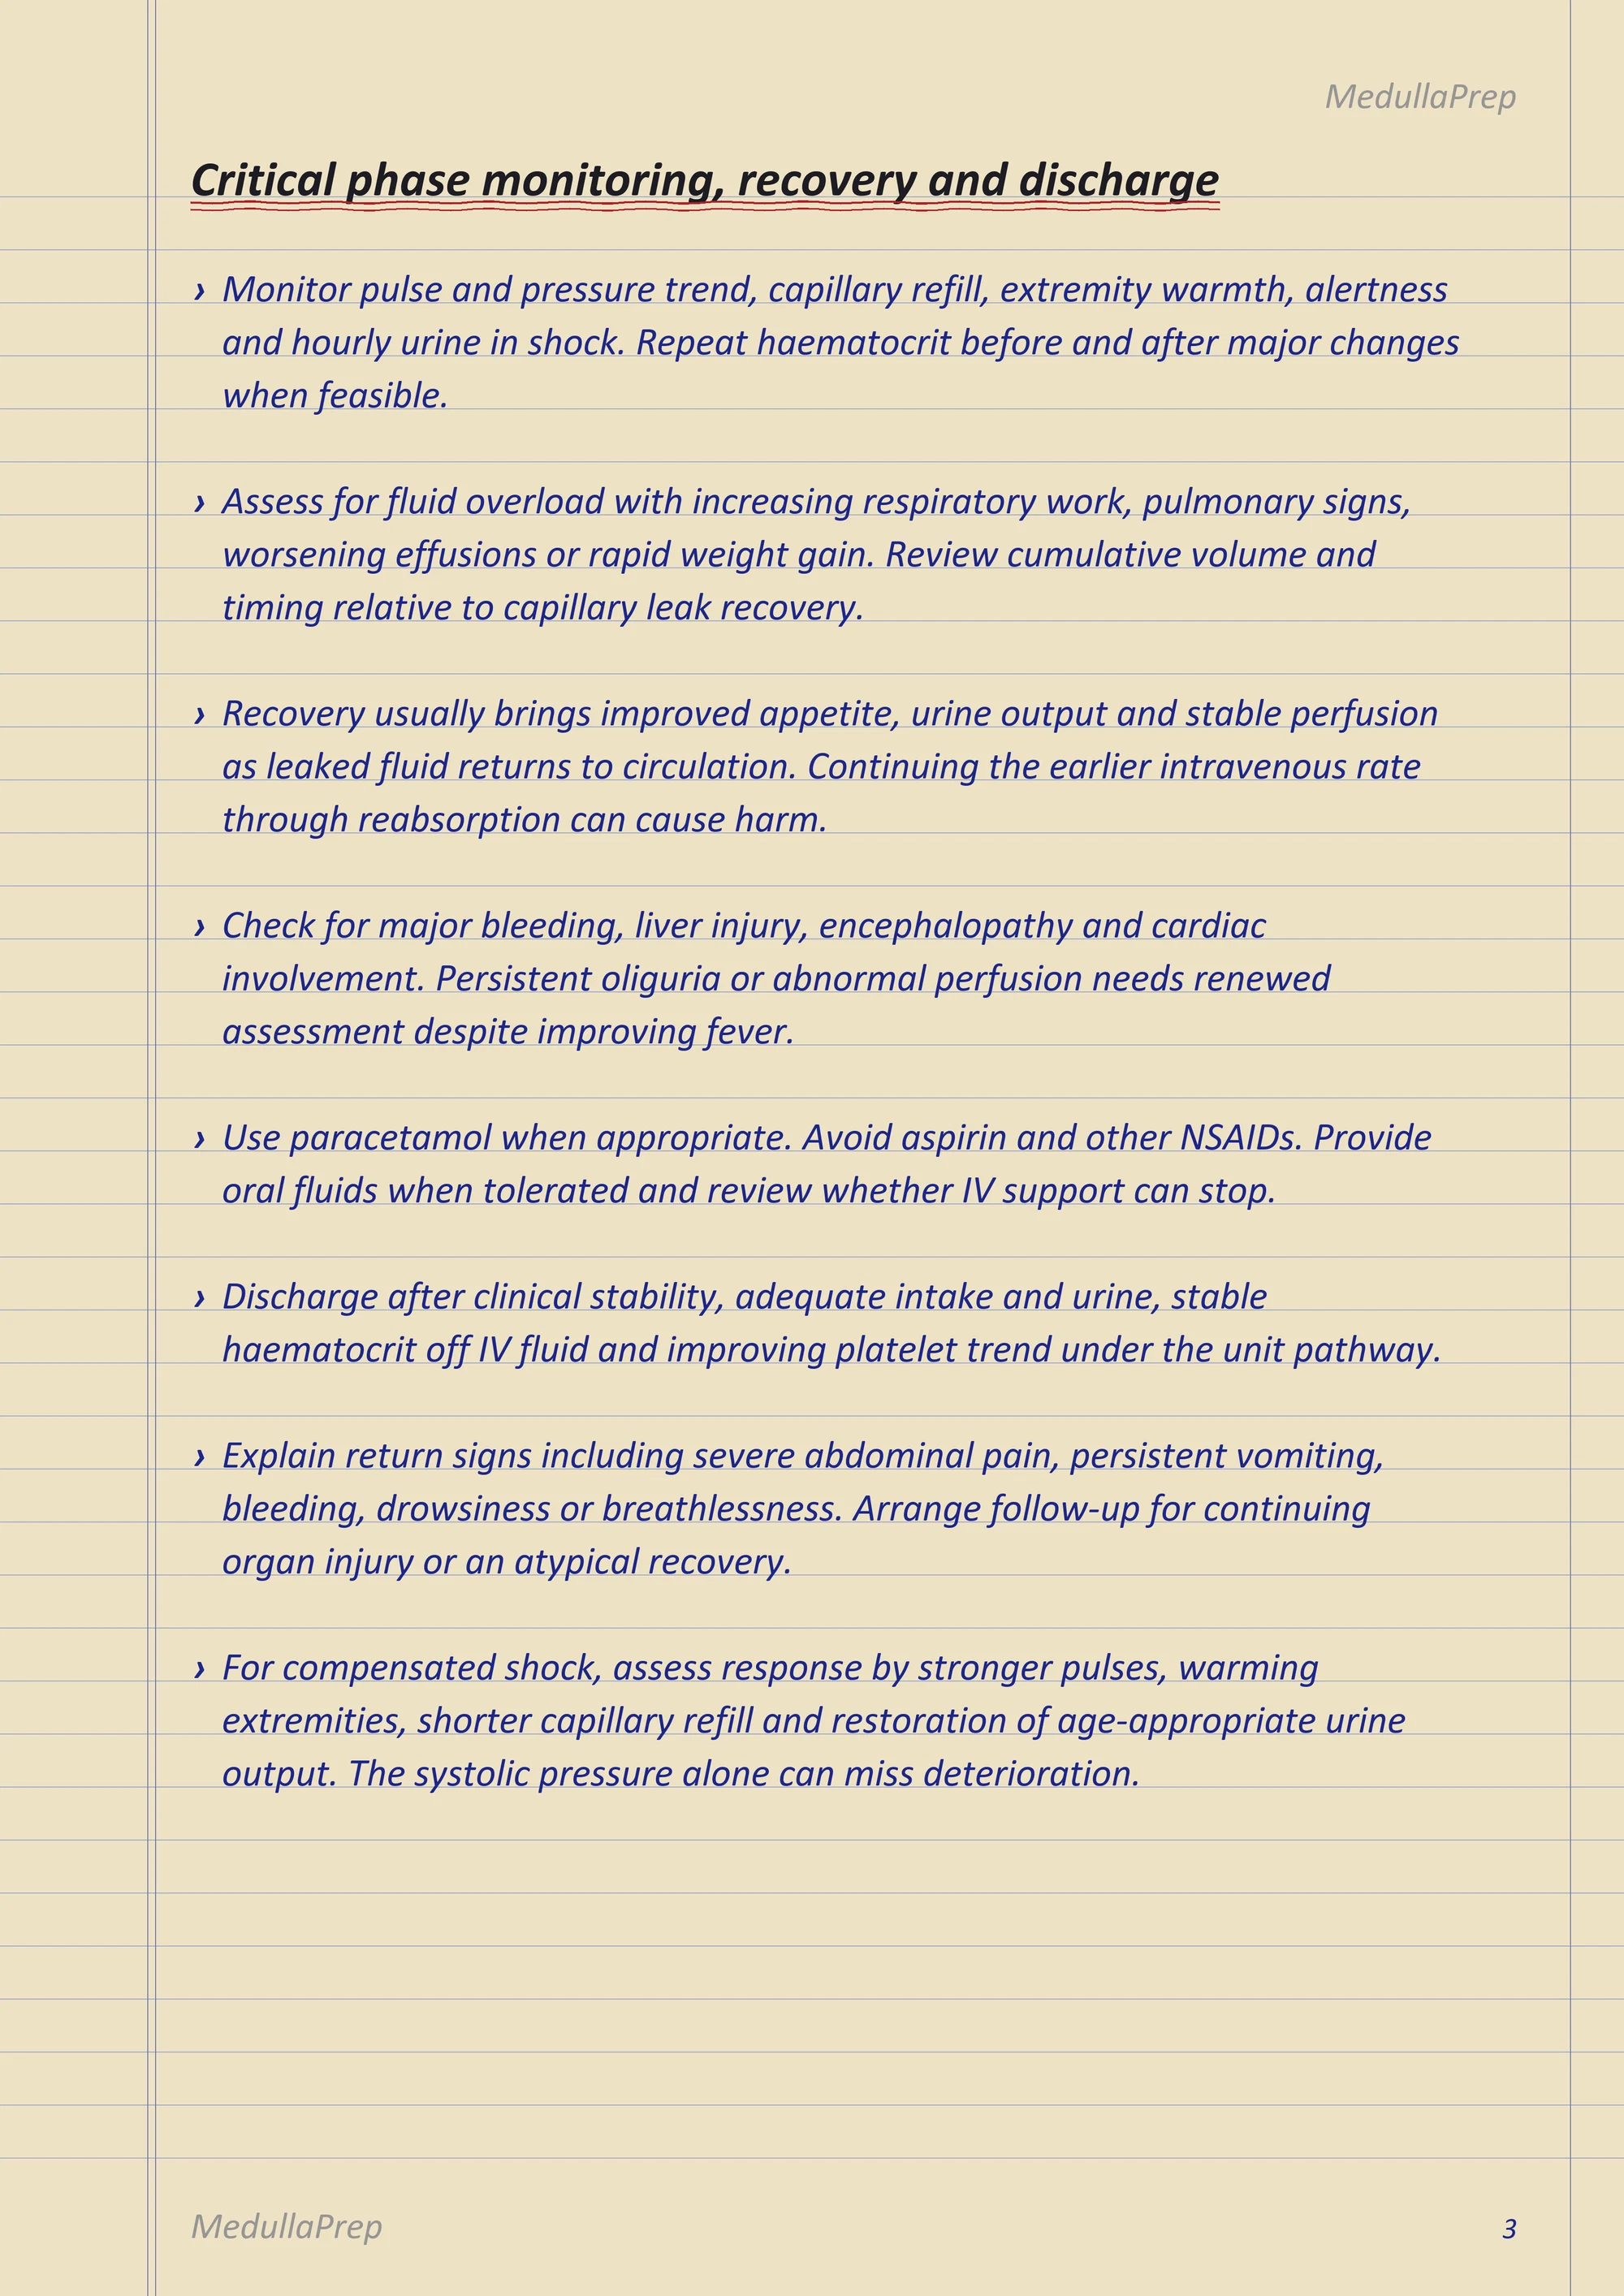 MedullaPrep
Critical phase monitoring, recovery and discharge
› Monitor pulse and pressure trend, capillary refill, extremity warmth, alertness
and hourly urine in shock. Repeat haematocrit before and after major changes
when feasible.
› Assess for fluid overload with increasing respiratory work, pulmonary signs,
worsening effusions or rapid weight gain. Review cumulative volume and
timing relative to capillary leak recovery.
› Recovery usually brings improved appetite, urine output and stable perfusion
as leaked fluid returns to circulation. Continuing the earlier intravenous rate
through reabsorption can cause harm.
› Check for major bleeding, liver injury, encephalopathy and cardiac
involvement. Persistent oliguria or abnormal perfusion needs renewed
assessment despite improving fever.
› Use paracetamol when appropriate. Avoid aspirin and other NSAIDs. Provide
oral fluids when tolerated and review whether IV support can stop.
› Discharge after clinical stability, adequate intake and urine, stable
haematocrit off IV fluid and improving platelet trend under the unit pathway.
› Explain return signs including severe abdominal pain, persistent vomiting,
bleeding, drowsiness or breathlessness. Arrange follow-up for continuing
organ injury or an atypical recovery.
› For compensated shock, assess response by stronger pulses, warming
extremities, shorter capillary refill and restoration of age-appropriate urine
output. The systolic pressure alone can miss deterioration.
MedullaPrep
3